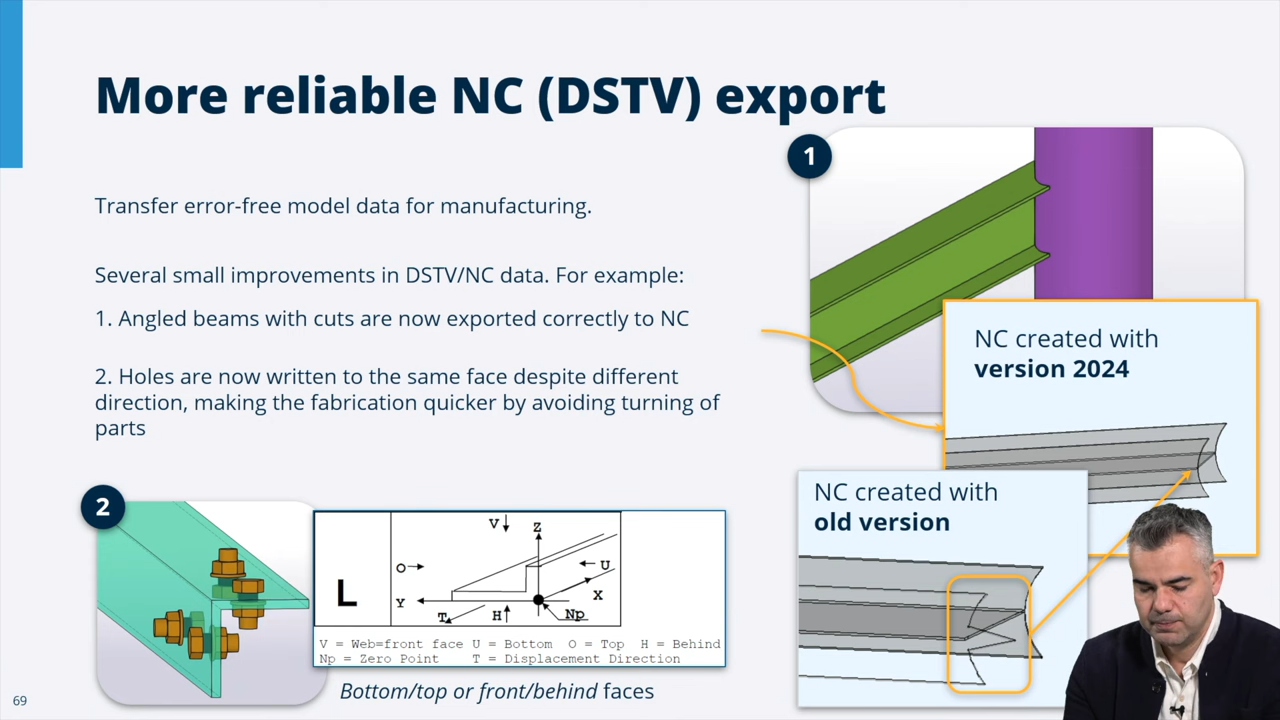 More reliable NC (DSTV) export
Transfer error-free model data for manufacturing.
Several small improvements in DSTV/NC data. For example:
1. Angled beams with cuts are now exported correctly to NC
2. Holes are now written to the same face despite different
direction, making the fabrication quicker by avoiding turning of
parts
1
NC created with
version 2024
NC created with
old version
2
L
V
Z
O
U
Y
X
T
H
Np
V = Web=front face U = Bottom O = Top H = Behind
Np = Zero Point T = Displacement Direction
Bottom/top or front/behind faces
69